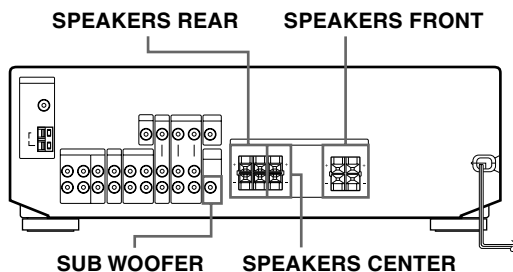 SPEAKERS REAR SPEAKERS FRONT
+ + + +
– – – –
SUB WOOFER SPEAKERS CENTER